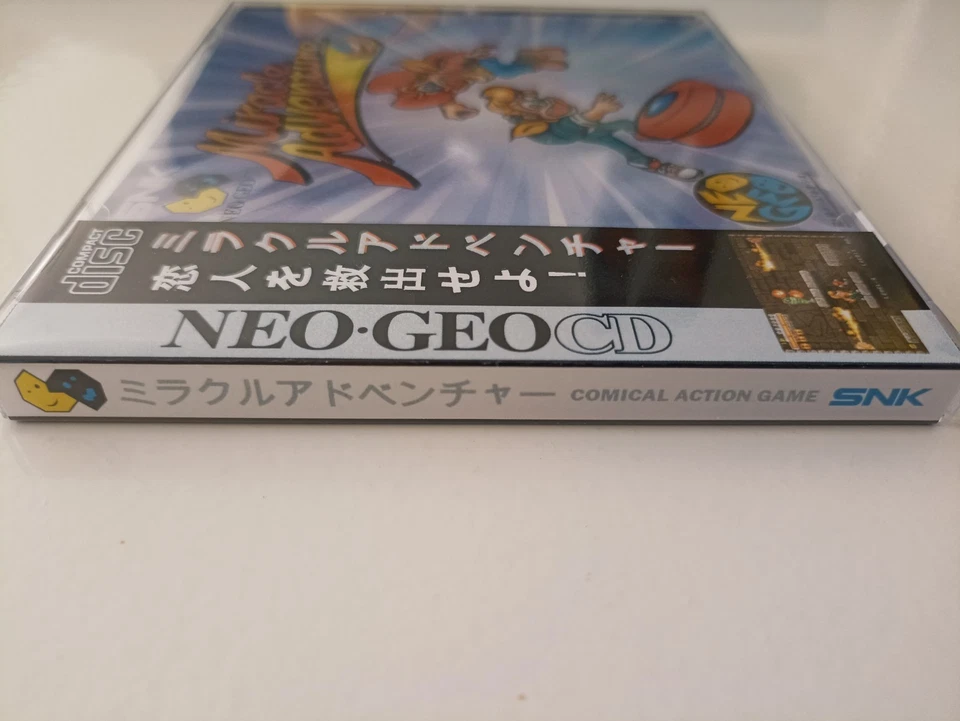 Miracle
Adventure
NEO
GEO
COMPACT
disc
ミラクルアドベンチャー
恋人を救出せよ！
NEO·GEO CD
ミラクルアドベンチャー COMICAL ACTION GAME SNK